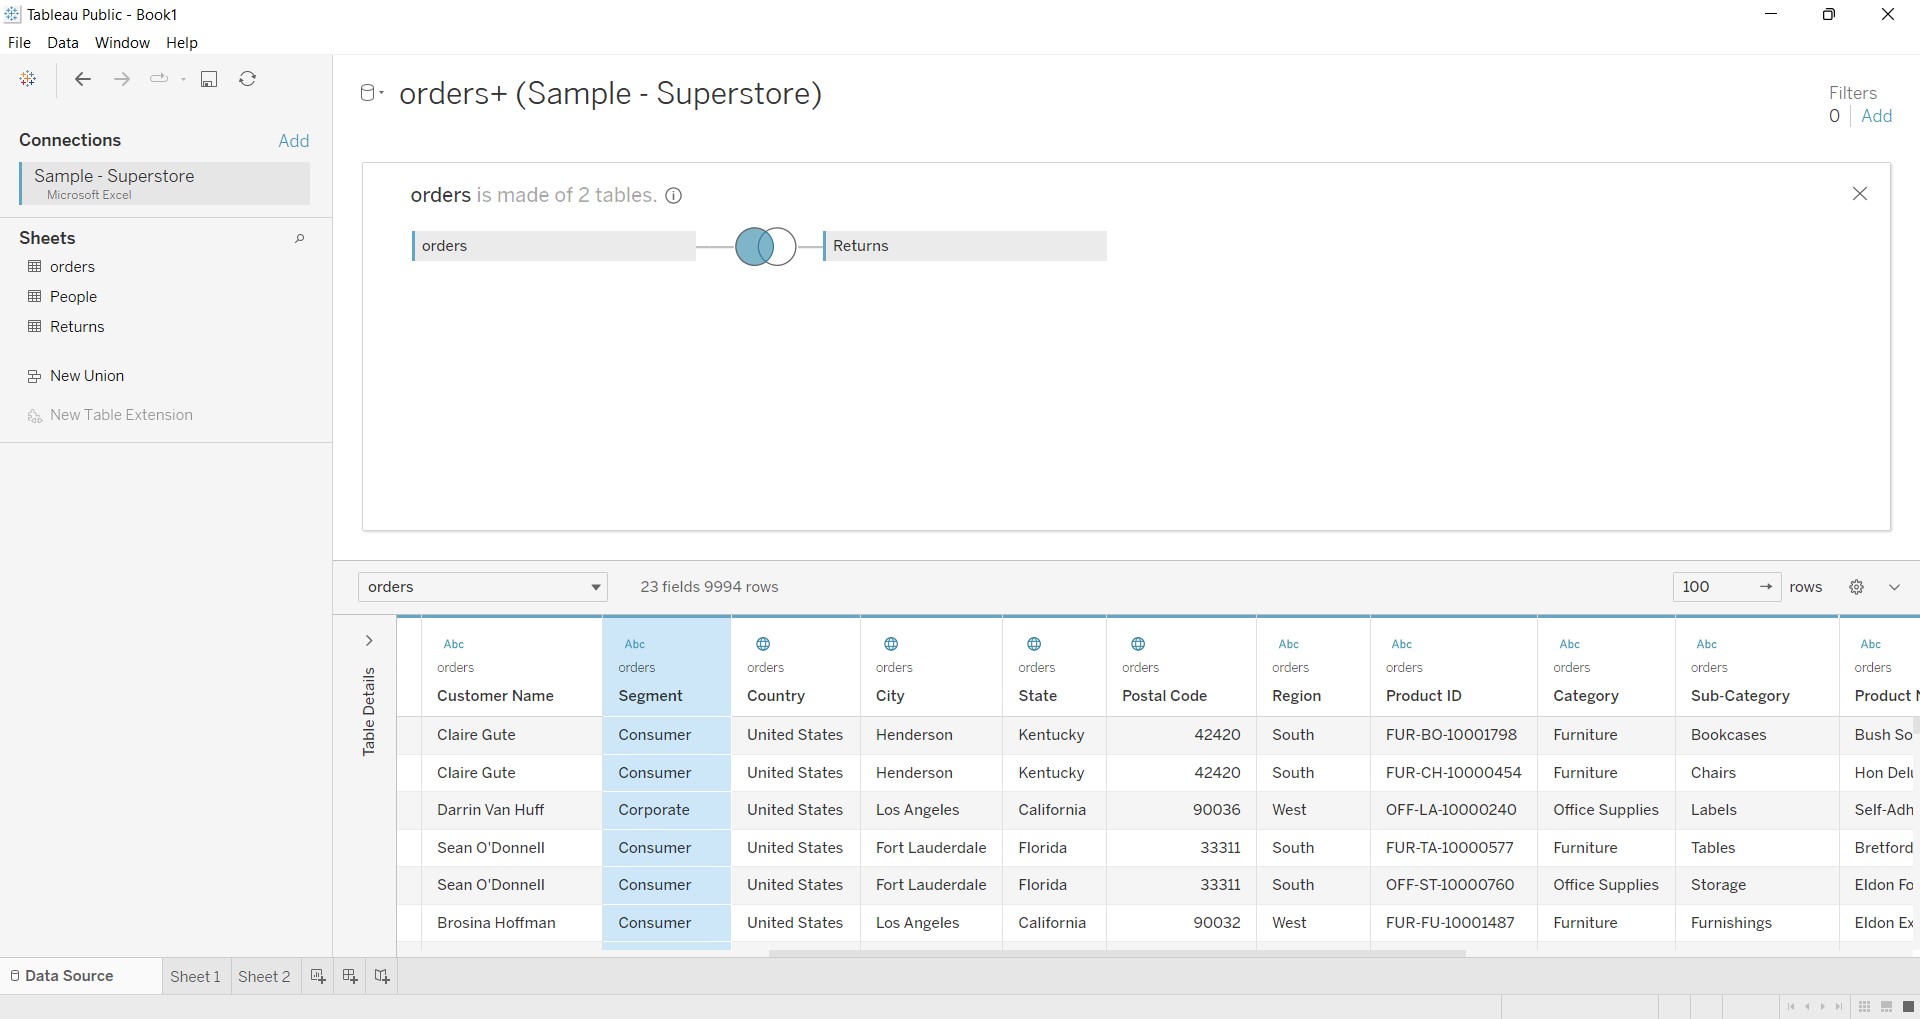 Tableau Public - Book1
File Data Window Help
Connections Add
Sample - Superstore
Microsoft Excel
Sheets
orders
People
Returns
New Union
New Table Extension
orders+ (Sample - Superstore)
Filters
0 Add
orders is made of 2 tables.
orders Returns
orders 23 fields 9994 rows 100 → rows
Table Details
Abc Abc Abc Abc Abc Abc Abc
orders orders orders orders orders orders orders orders orders orders orders
Customer Name Segment Country City State Postal Code Region Product ID Category Sub-Category Product N
Claire Gute Consumer United States Henderson Kentucky 42420 South FUR-BO-10001798 Furniture Bookcases Bush So
Claire Gute Consumer United States Henderson Kentucky 42420 South FUR-CH-10000454 Furniture Chairs Hon Delu
Darrin Van Huff Corporate United States Los Angeles California 90036 West OFF-LA-10000240 Office Supplies Labels Self-Adh
Sean O'Donnell Consumer United States Fort Lauderdale Florida 33311 South FUR-TA-10000577 Furniture Tables Bretford
Sean O'Donnell Consumer United States Fort Lauderdale Florida 33311 South OFF-ST-10000760 Office Supplies Storage Eldon Fo
Brosina Hoffman Consumer United States Los Angeles California 90032 West FUR-FU-10001487 Furniture Furnishings Eldon Ex
Data Source Sheet 1 Sheet 2